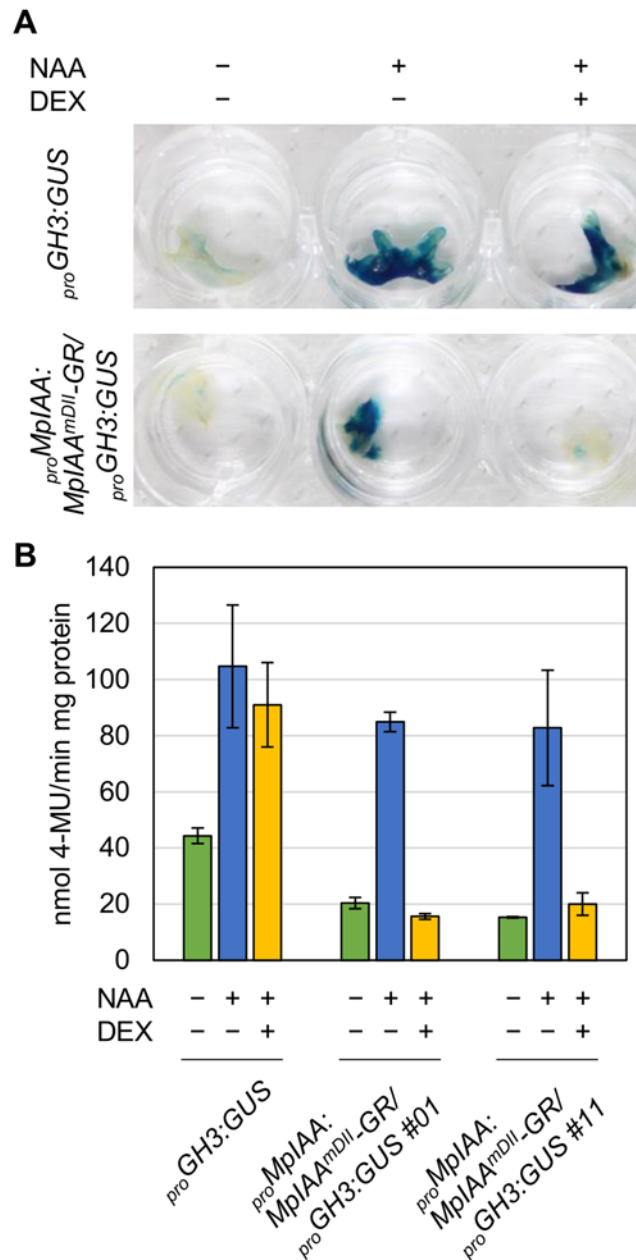 A
NAA − + +
DEX − − +
proGH3:GUS
proMpIAA:
MpIAAmDII-GR/
proGH3:GUS
B
nmol 4-MU/min mg protein
140
120
100
80
60
40
20
0
NAA − + + − + + − + +
DEX − − + − − + − − +
proGH3:GUS
proMpIAA:
MpIAAmDII-GR/
proGH3:GUS #01
proMpIAA:
MpIAAmDII-GR/
proGH3:GUS #11